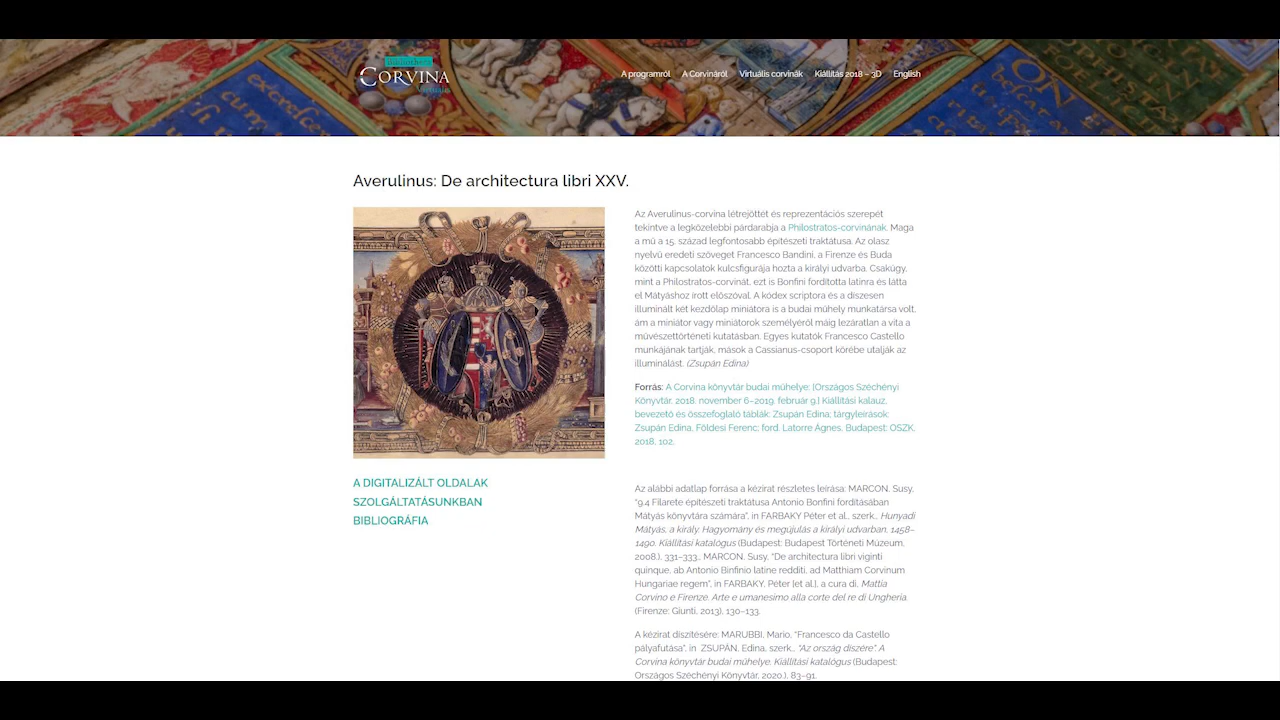 Bibliotheca
CORVINA
Virtualis
A programról A Corvináról Virtuális corvinák Kiállítás 2018 – 3D English
Averulinus: De architectura libri XXV.
Az Averulinus-corvina létrejöttét és reprezentációs szerepét
tekintve a legközelebbi párdarabja a Philostratos-corvinának. Maga
a mű a 15. század legfontosabb építészeti traktátusa. Az olasz
nyelvű eredeti szöveget Francesco Bandini, a Firenze és Buda
közötti kapcsolatok kulcsfigurája hozta a királyi udvarba. Csakúgy,
mint a Philostratos-corvinát, ezt is Bonfini fordította latinra és látta
el Mátyáshoz írott előszóval. A kódex scriptora és a díszesen
illuminált két kezdőlap miniatora is a budai műhely munkatársa volt,
ám a miniátor vagy miniátorok személyéről máig lezáratlan a vita a
művészettörténeti kutatásban. Egyes kutatók Francesco Castello
munkájának tartják, mások a Cassianus-csoport körébe utalják az
illuminálást. (Zsupán Edina)
Forrás: A Corvina könyvtár budai műhelye: [Országos Széchényi
Könyvtár, 2018. november 6–2019. február 9.] Kiállítási kalauz,
bevezető és összefoglaló táblák: Zsupán Edina; tárgyleírások:
Zsupán Edina, Földesi Ferenc; ford. Latorre Ágnes, Budapest: OSZK,
2018, 102.
A DIGITALIZÁLT OLDALAK
SZOLGÁLTATÁSUNKBAN
BIBLIOGRÁFIA
Az alábbi adatlap forrása a kézirat részletes leírása: MARCON, Susy,
"9.4 Filarete építészeti traktátusa Antonio Bonfini fordításában
Mátyás könyvtára számára", in FARBAKY Péter et al., szerk., Hunyadi
Mátyás, a király. Hagyomány és megújulás a királyi udvarban, 1458–
1490. Kiállítási katalógus (Budapest: Budapest Történeti Múzeum,
2008.), 331–333., MARCON, Susy, "De architectura libri viginti
quinque, ab Antonio Binfinio latine redditi, ad Matthiam Corvinum
Hungariae regem", in FARBAKY, Péter [et al.], a cura di, Mattia
Corvino e Firenze. Arte e umanesimo alla corte del re di Ungheria.
(Firenze: Giunti, 2013), 130–133.
A kézirat díszítésére: MARUBBI, Mario, "Francesco da Castello
pályafutása", in ZSUPÁN, Edina, szerk., "Az ország díszére". A
Corvina könyvtár budai műhelye. Kiállítási katalógus (Budapest:
Országos Széchényi Könyvtár, 2020.), 83–91.